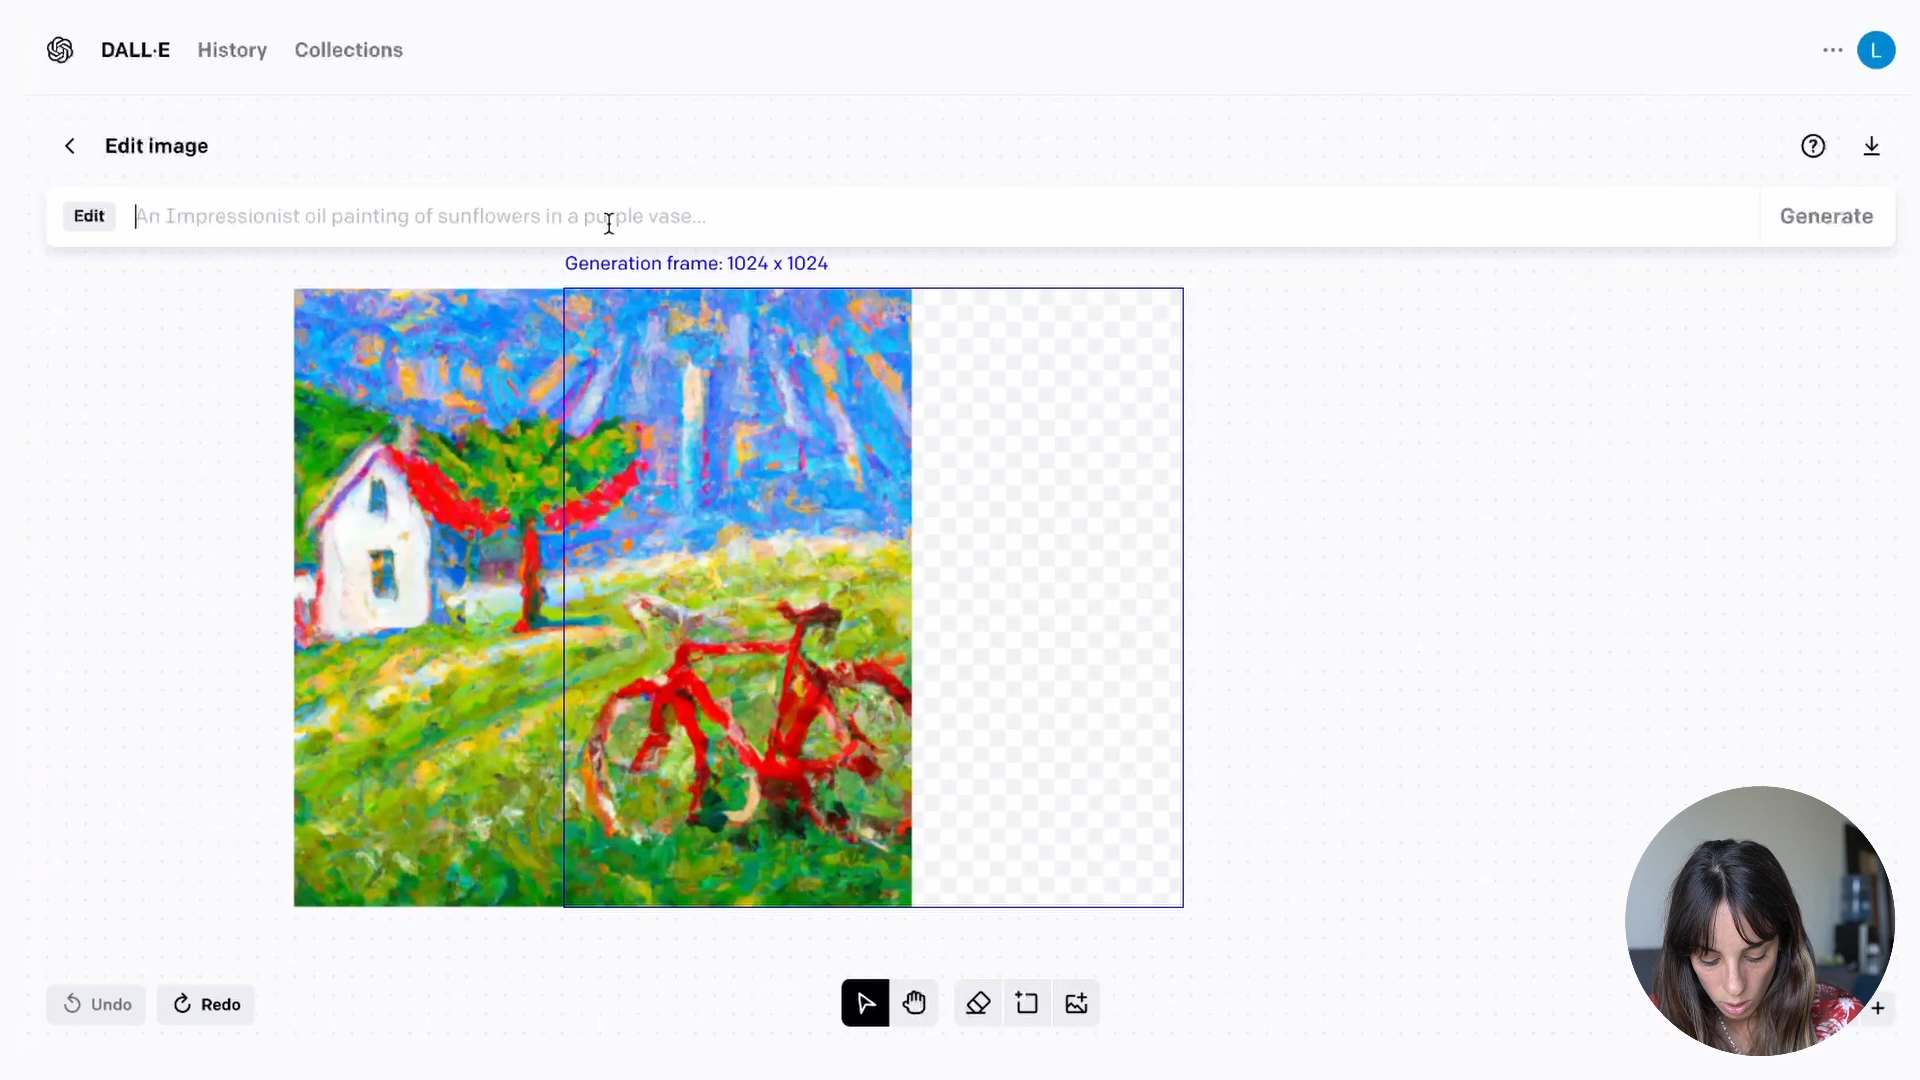 DALL·E History Collections
L
Edit image
Edit An Impressionist oil painting of sunflowers in a purple vase... Generate
Generation frame: 1024 x 1024
Undo Redo